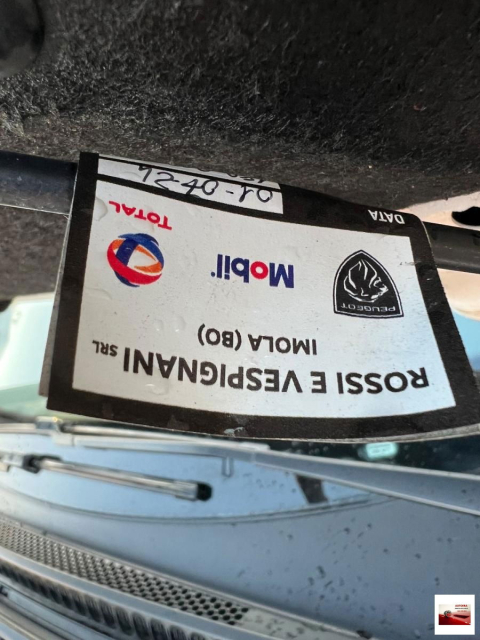 ROSSI E VESPIGNANI SRL
IMOLA (BO)
PEUGEOT
Mobil
TOTAL
DATA